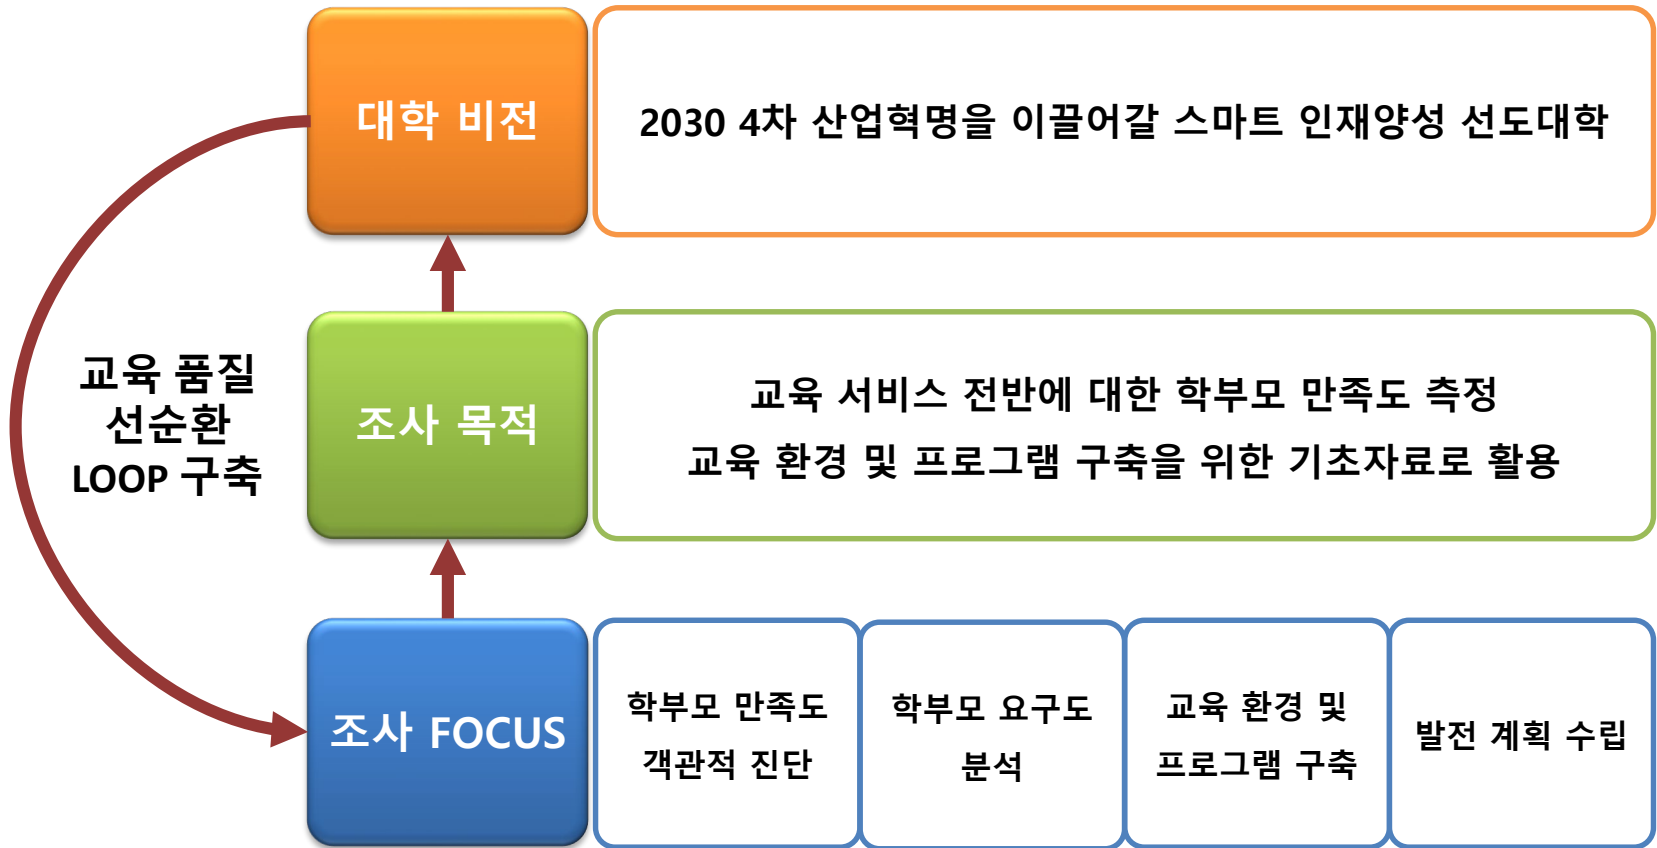 대학 비전
2030 4차 산업혁명을 이끌어갈 스마트 인재양성 선도대학
교육 품질
선순환
LOOP 구축
조사 목적
교육 서비스 전반에 대한 학부모 만족도 측정
교육 환경 및 프로그램 구축을 위한 기초자료로 활용
조사 FOCUS
학부모 만족도
객관적 진단
학부모 요구도
분석
교육 환경 및
프로그램 구축
발전 계획 수립